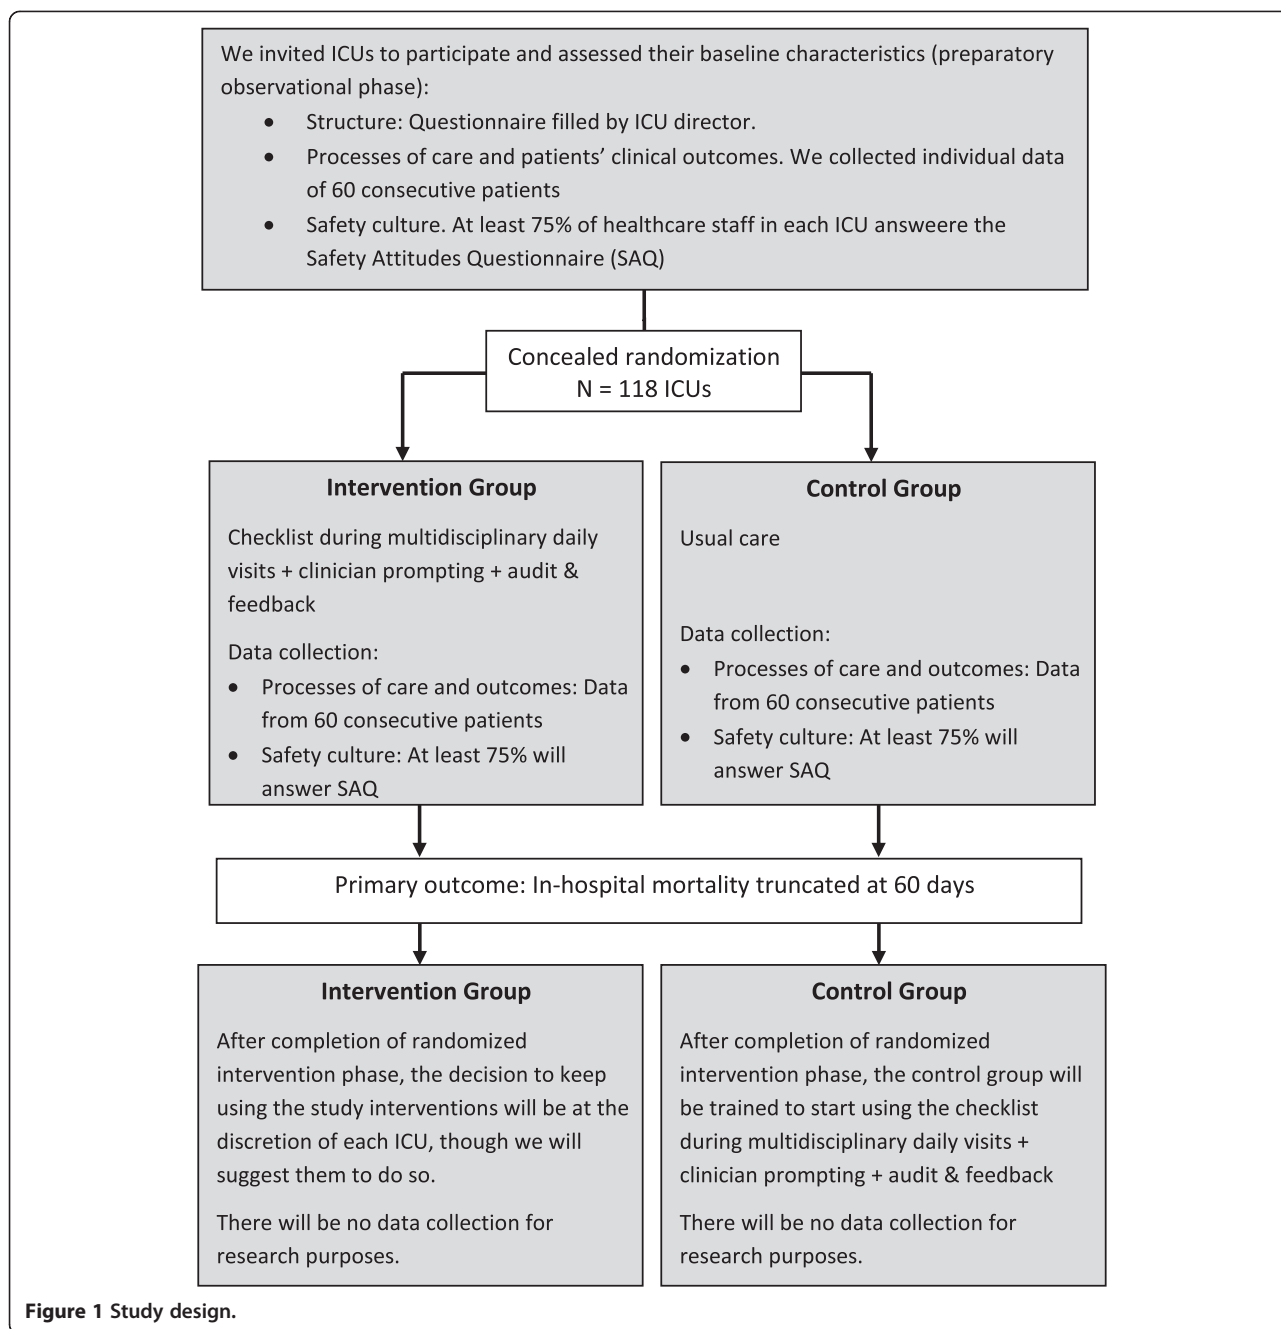 We invited ICUs to participate and assessed their baseline characteristics (preparatory
observational phase):
• Structure: Questionnaire filled by ICU director.
• Processes of care and patients’ clinical outcomes. We collected individual data
of 60 consecutive patients
• Safety culture. At least 75% of healthcare staff in each ICU answeere the
Safety Attitudes Questionnaire (SAQ)
Concealed randomization
N = 118 ICUs
Intervention Group
Checklist during multidisciplinary daily
visits + clinician prompting + audit &
feedback
Data collection:
• Processes of care and outcomes: Data
from 60 consecutive patients
• Safety culture: At least 75% will
answer SAQ
Control Group
Usual care
Data collection:
• Processes of care and outcomes: Data
from 60 consecutive patients
• Safety culture: At least 75% will
answer SAQ
Primary outcome: In-hospital mortality truncated at 60 days
Intervention Group
After completion of randomized
intervention phase, the decision to keep
using the study interventions will be at the
discretion of each ICU, though we will
suggest them to do so.
There will be no data collection for
research purposes.
Control Group
After completion of randomized
intervention phase, the control group will
be trained to start using the checklist
during multidisciplinary daily visits +
clinician prompting + audit & feedback
There will be no data collection for
research purposes.
Figure 1 Study design.